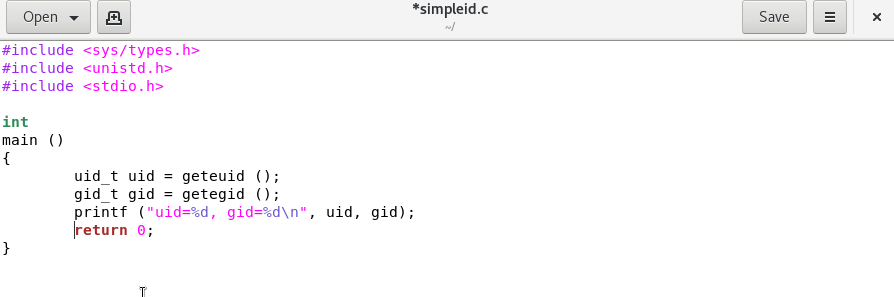 Open
*simpleid.c
~/
Save
#include <sys/types.h>
#include <unistd.h>
#include <stdio.h>
int
main ()
{
uid_t uid = geteuid ();
gid_t gid = getegid ();
printf ("uid=%d, gid=%d\n", uid, gid);
return 0;
}